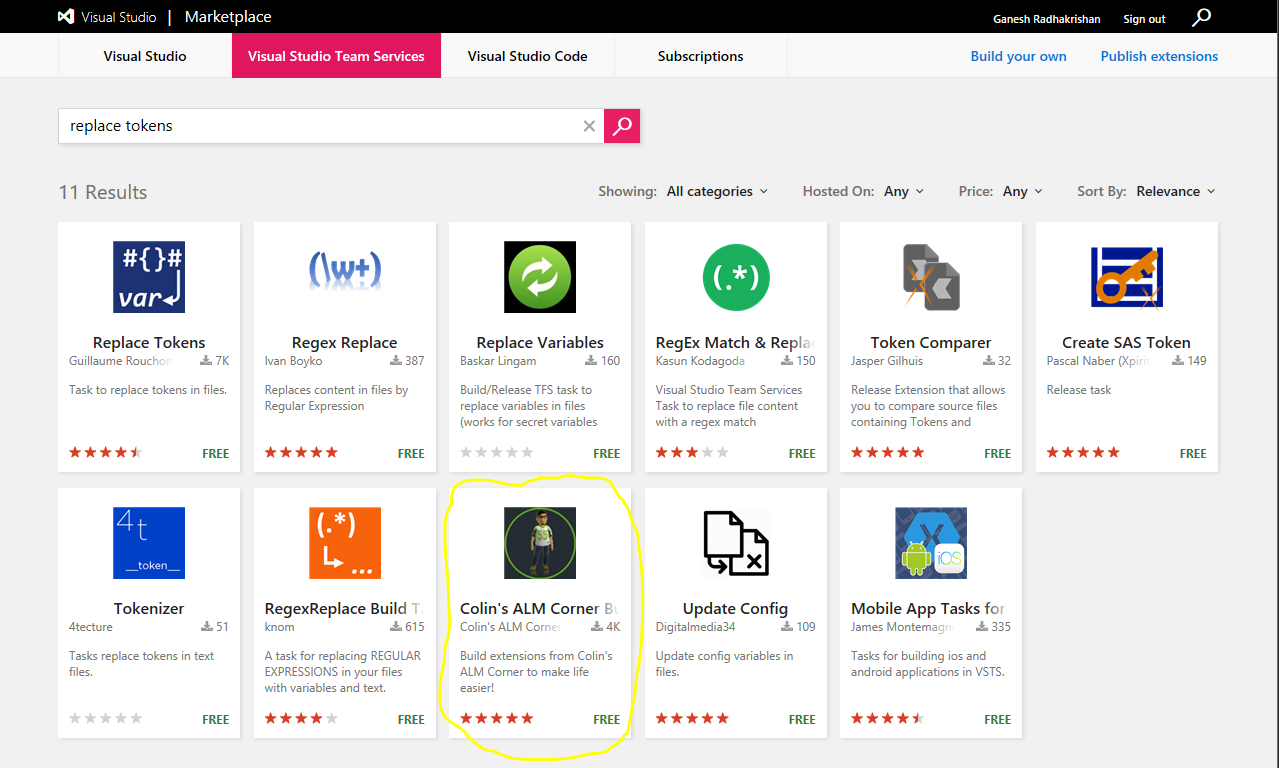 Visual Studio | Marketplace
Ganesh Radhakrishan Sign out
Visual Studio Visual Studio Team Services Visual Studio Code Subscriptions Build your own Publish extensions
replace tokens
11 Results Showing: All categories Hosted On: Any Price: Any Sort By: Relevance
#{}#
var
Replace Tokens
Guillaume Rouchon 7K
Task to replace tokens in files.
FREE
(\w+)
Regex Replace
Ivan Boyko 387
Replaces content in files by
Regular Expression
FREE
Replace Variables
Baskar Lingam 160
Build/Release TFS task to
replace variables in files
(works for secret variables
FREE
(.*)
RegEx Match & Repla
Kasun Kodagoda 150
Visual Studio Team Services
Task to replace file content
with a regex match
FREE
Token Comparer
Jasper Gilhuis 32
Release Extension that allows
you to compare source files
containing Tokens and
FREE
Create SAS Token
Pascal Naber (Xpirit 149
Release task
FREE
4t
__token__
Tokenizer
4tecture 51
Tasks replace tokens in text
files.
FREE
(.*)
...
RegexReplace Build Ta
knom 615
A task for replacing REGULAR
EXPRESSIONS in your files
with variables and text.
FREE
Colin's ALM Corner Bu
Colin's ALM Corner 4K
Build extensions from Colin's
ALM Corner to make life
easier!
FREE
Update Config
Digitalmedia34 109
Update config variables in
files.
FREE
iOS
Mobile App Tasks for
James Montemagno 335
Tasks for building ios and
android applications in VSTS.
FREE